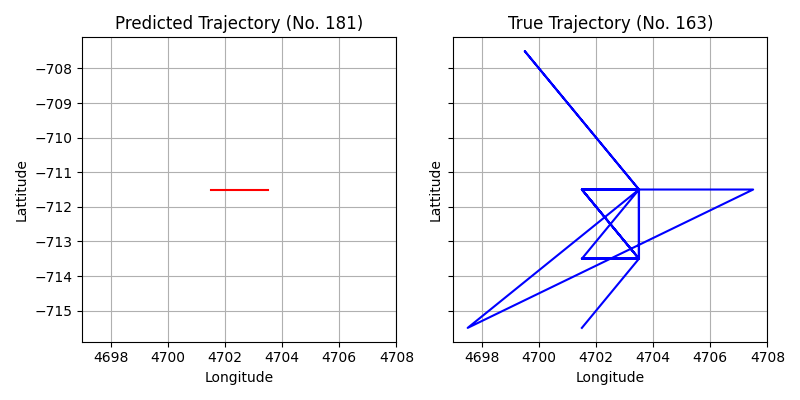 Predicted Trajectory (No. 181)
True Trajectory (No. 163)
−708
−709
−710
−711
−712
−713
−714
−715
Lattitude
Lattitude
4698 4700 4702 4704 4706 4708
4698 4700 4702 4704 4706 4708
Longitude
Longitude